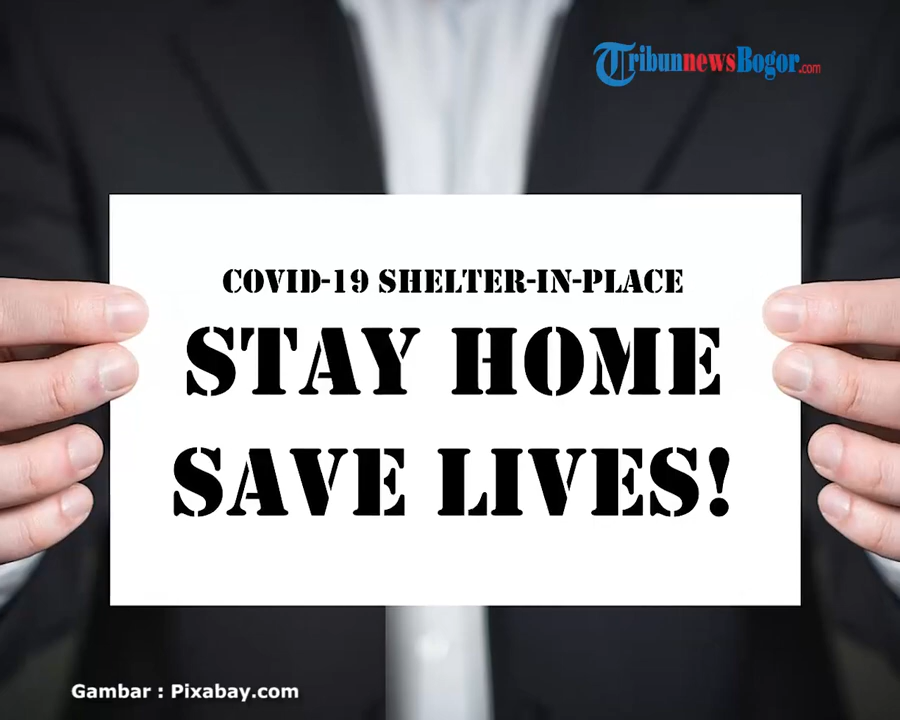 TribunnewsBogor.com
COVID-19 SHELTER-IN-PLACE
STAY HOME
SAVE LIVES!
Gambar : Pixabay.com